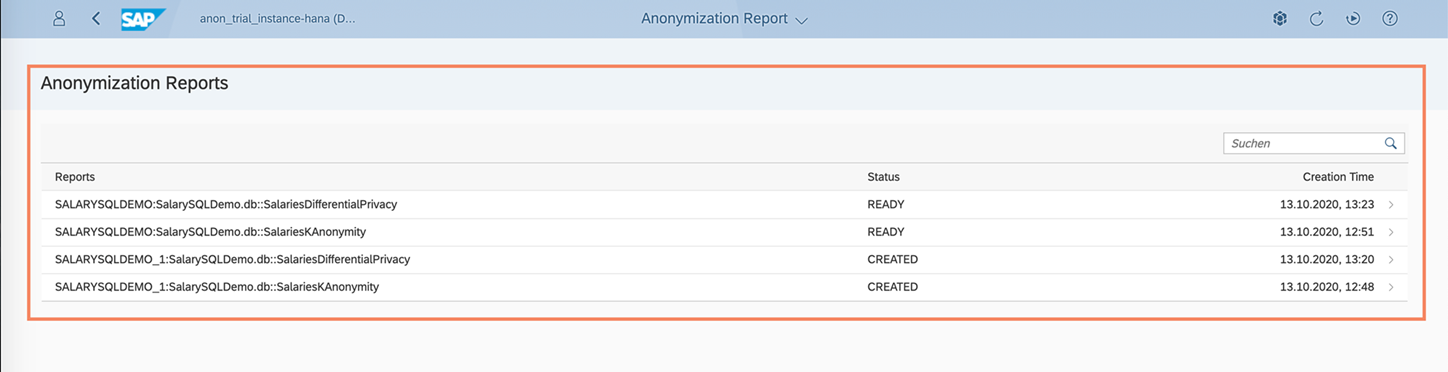 SAP anon_trial_instance-hana (D... Anonymization Report
Anonymization Reports
Suchen
Reports Status Creation Time
SALARYSQLDEMO:SalarySQLDemo.db::SalariesDifferentialPrivacy READY 13.10.2020, 13:23
SALARYSQLDEMO:SalarySQLDemo.db::SalariesKAnonymity READY 13.10.2020, 12:51
SALARYSQLDEMO_1:SalarySQLDemo.db::SalariesDifferentialPrivacy CREATED 13.10.2020, 13:20
SALARYSQLDEMO_1:SalarySQLDemo.db::SalariesKAnonymity CREATED 13.10.2020, 12:48